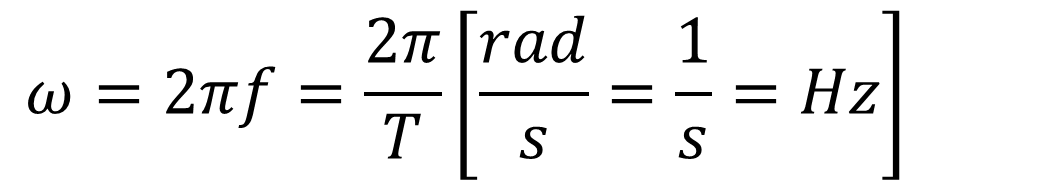 ω = 2πf = 2π/T [rad/s = 1/s = Hz]